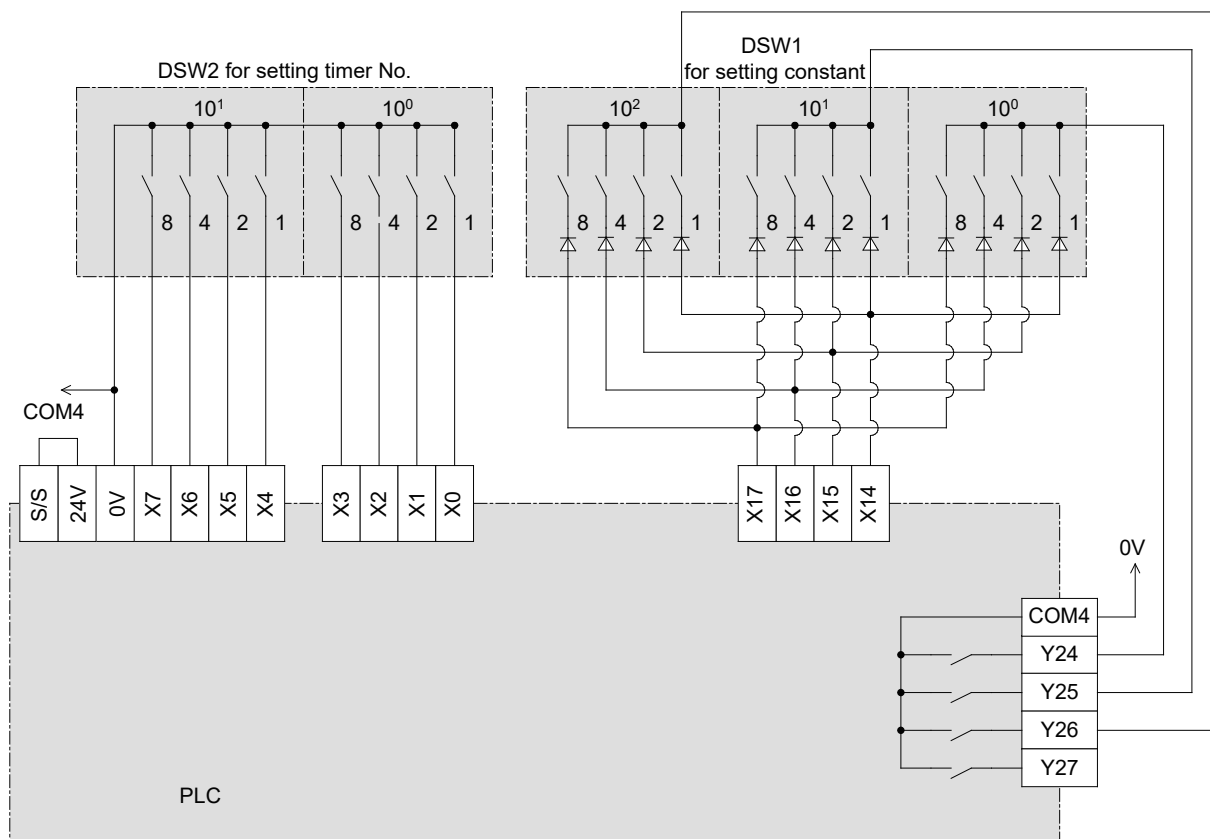 DSW2 for setting timer No.
DSW1
for setting constant
10¹ 10⁰
10² 10¹ 10⁰
8 4 2 1 8 4 2 1
8 4 2 1 8 4 2 1 8 4 2 1
COM4
S/S 24V 0V X7 X6 X5 X4
X3 X2 X1 X0
X17 X16 X15 X14
0V
COM4
Y24
Y25
Y26
Y27
PLC